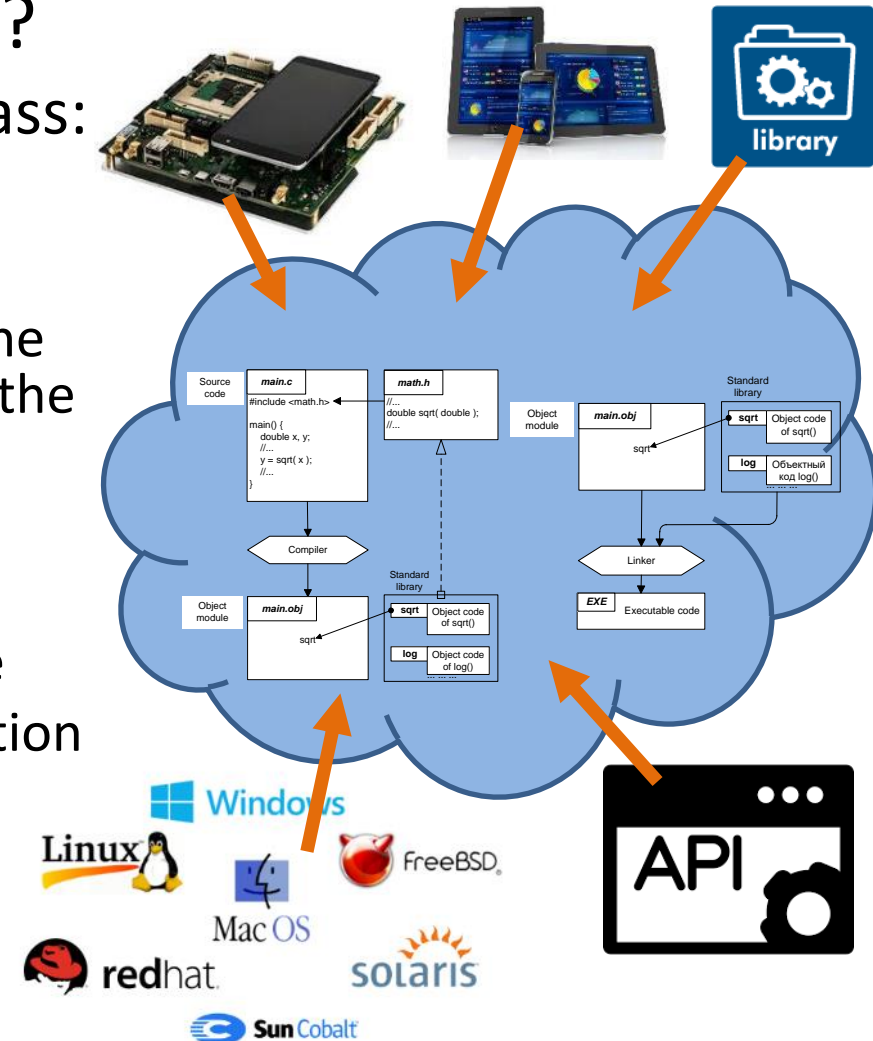 ?
ass:
library
ne
the
Source
code
main.c
#include <math.h>
main() {
double x, y;
//...
y = sqrt( x );
//...
}
math.h
//...
double sqrt( double );
//...
Compiler
Object
module
main.obj
sqrt
Standard
library
sqrt
Object code
of sqrt()
log
Object code
of log()
... ... ...
Object
module
main.obj
sqrt
Standard
library
sqrt
Object code
of sqrt()
log
Объектный
код log()
... ... ...
Linker
EXE
Executable code
e
tion
Windows
Linux
FreeBSD
Mac OS
redhat.
solaris
Sun Cobalt
API